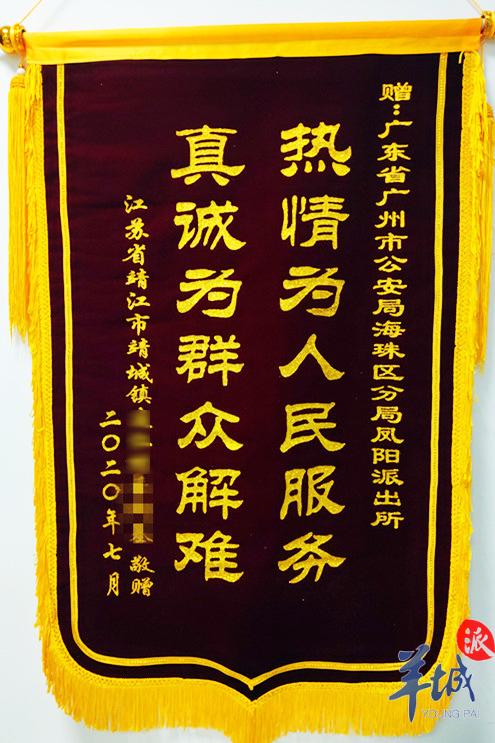 赠：广东省广州市公安局海珠区分局凤阳派出所
热情为人民服务
真诚为群众解难
江苏省靖江市靖城镇
敬赠
二〇二〇年七月
羊城派
YOUNG PAI